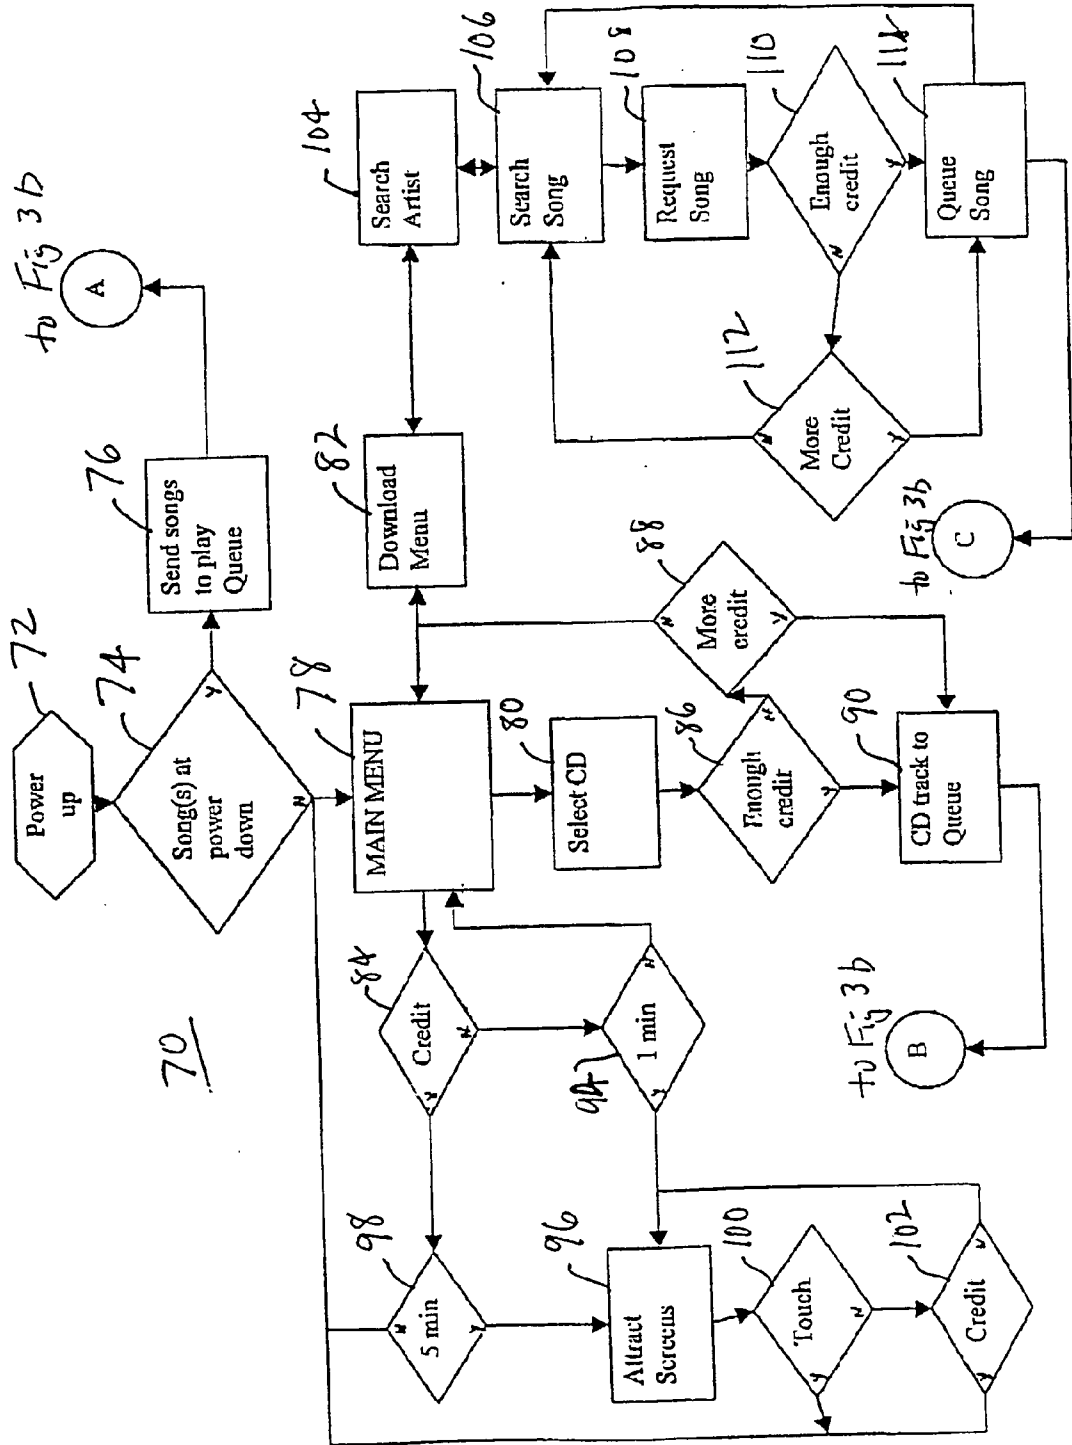 70
72
Power
up
74
Song(s) at
power
down
Y
N
76
Send songs
to play
Queue
to Fig 3b
A
78
MAIN MENU
82
Download
Menu
104
Search
Artist
84
Credit
Y
N
98
5 min
N
Y
80
Select CD
106
Search
Song
94
1 min
Y
N
96
Attract
Screens
86
Enough
credit
N
Y
88
More
credit
N
Y
108
Request
Song
100
Touch
Y
N
110
Enough
credit
N
Y
112
More
Credit
N
Y
90
CD track to
Queue
102
Credit
Y
N
Queue
Song
to Fig 3b
B
to Fig 3b
C